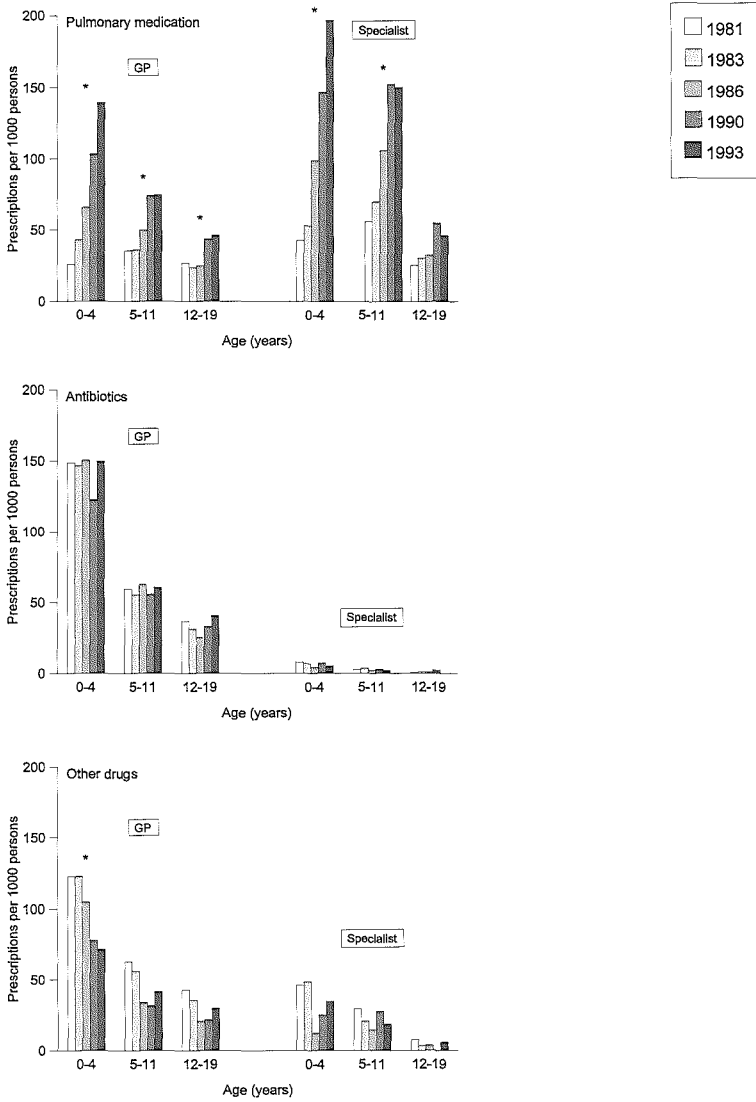 Pulmonary medication
Prescriptions per 1000 persons
200
150
100
50
0
GP
Specialist
*
*
*
*
*
0-4
5-11
12-19
0-4
5-11
12-19
Age (years)
1981
1983
1986
1990
1993
Antibiotics
Prescriptions per 1000 persons
200
150
100
50
0
GP
Specialist
0-4
5-11
12-19
0-4
5-11
12-19
Age (years)
Other drugs
Prescriptions per 1000 persons
200
150
100
50
0
GP
*
Specialist
0-4
5-11
12-19
0-4
5-11
12-19
Age (years)